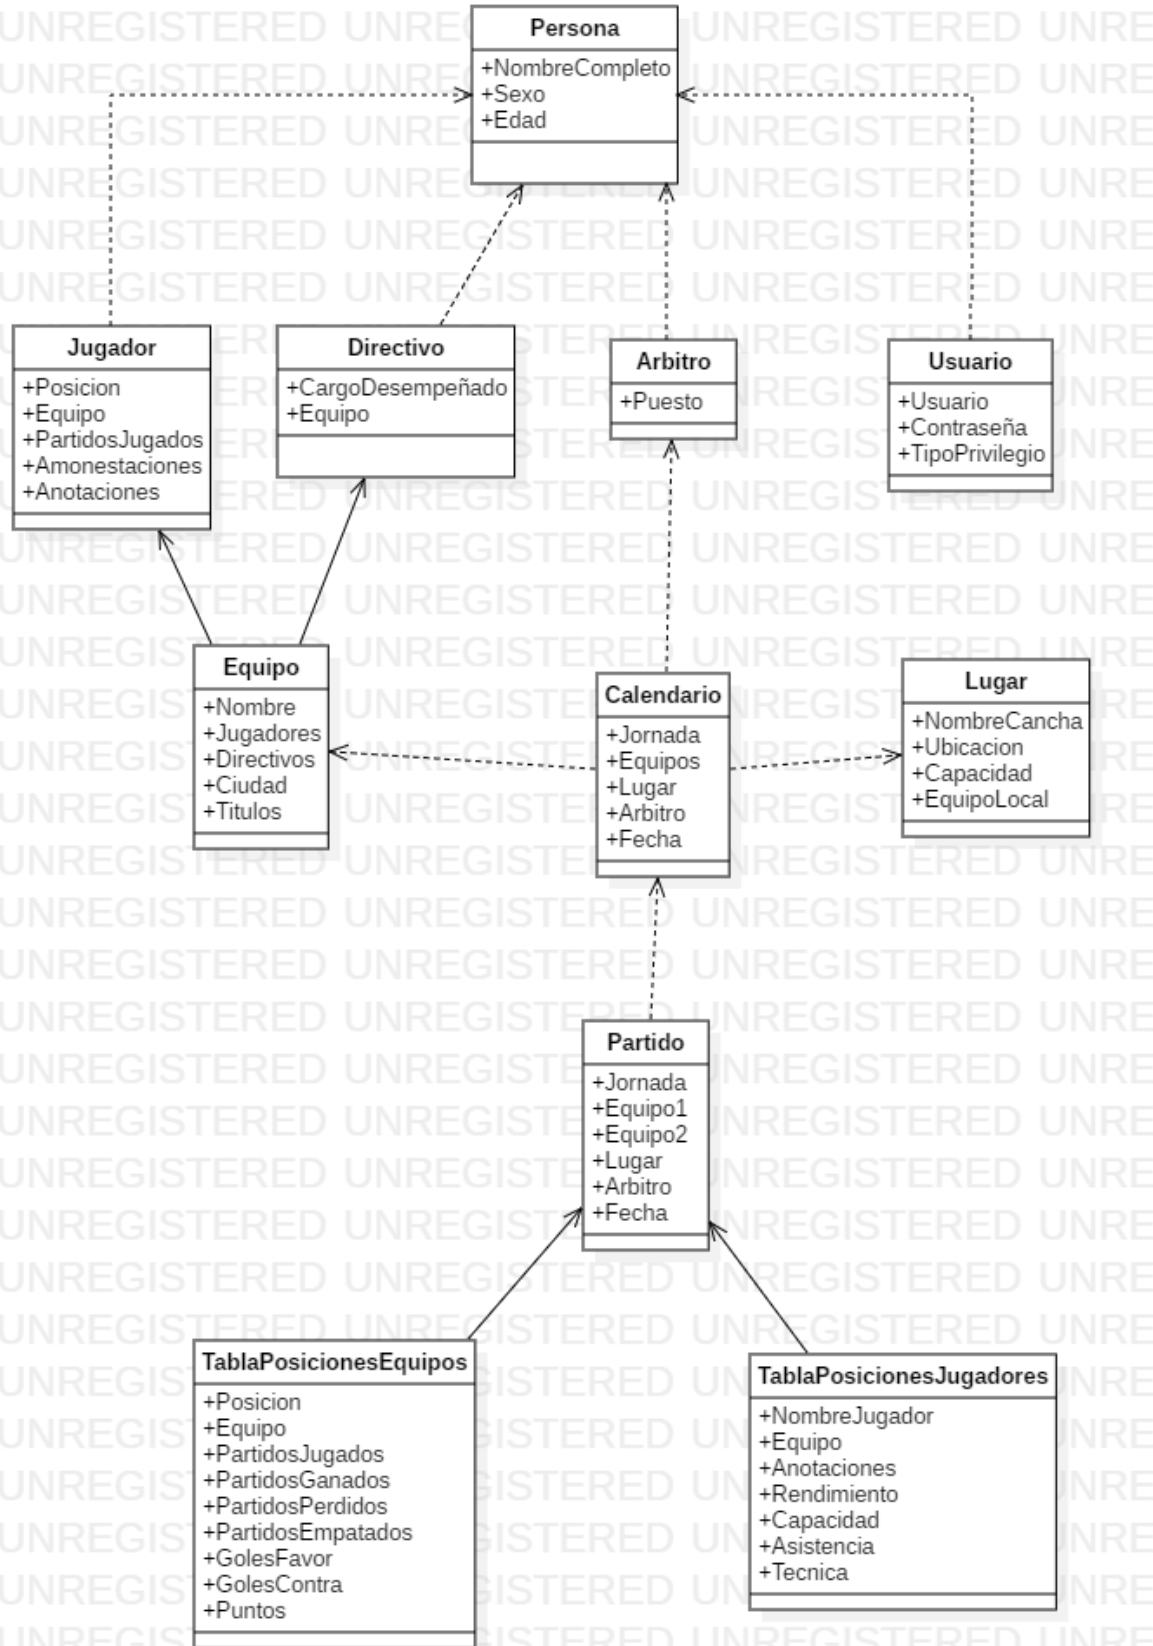 Persona
+NombreCompleto
+Sexo
+Edad
Jugador
+Posicion
+Equipo
+PartidosJugados
+Amonestaciones
+Anotaciones
Directivo
+CargoDesempeñado
+Equipo
Arbitro
+Puesto
Usuario
+Usuario
+Contraseña
+TipoPrivilegio
Equipo
+Nombre
+Jugadores
+Directivos
+Ciudad
+Titulos
Calendario
+Jornada
+Equipos
+Lugar
+Arbitro
+Fecha
Lugar
+NombreCancha
+Ubicacion
+Capacidad
+EquipoLocal
Partido
+Jornada
+Equipo1
+Equipo2
+Lugar
+Arbitro
+Fecha
TablaPosicionesEquipos
+Posicion
+Equipo
+PartidosJugados
+PartidosGanados
+PartidosPerdidos
+PartidosEmpatados
+GolesFavor
+GolesContra
+Puntos
TablaPosicionesJugadores
+NombreJugador
+Equipo
+Anotaciones
+Rendimiento
+Capacidad
+Asistencia
+Tecnica
UNREGISTERED